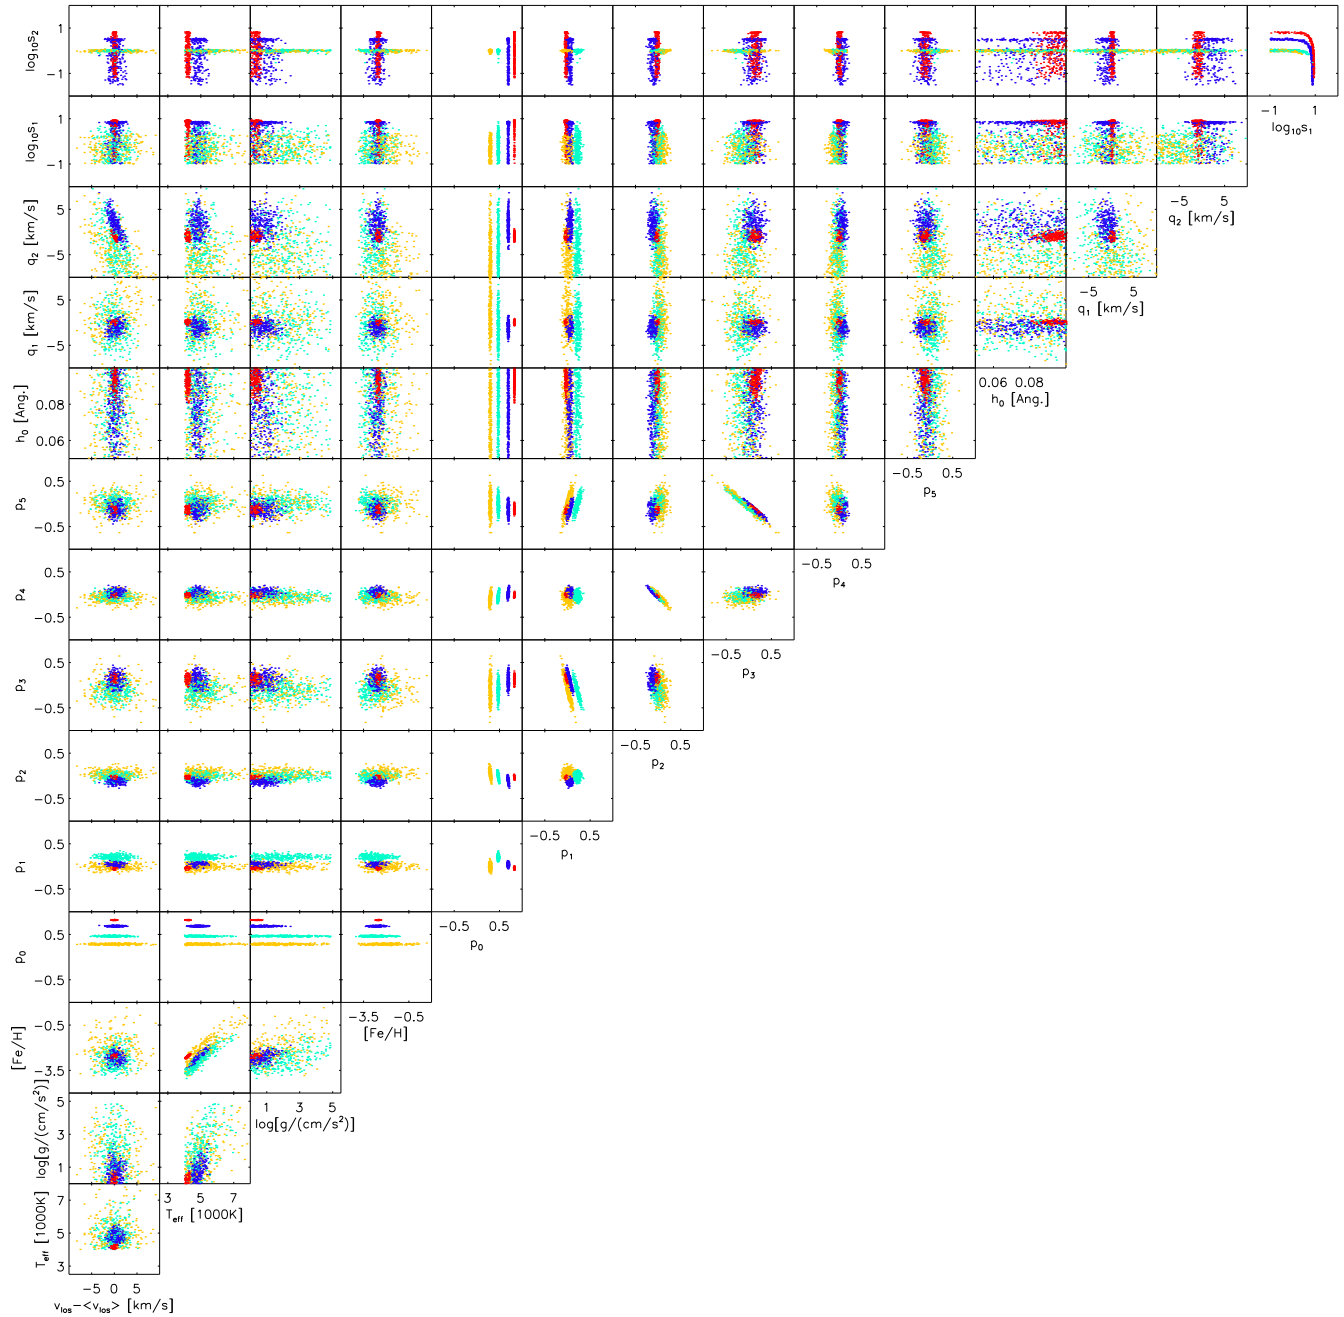 log₁₀s₂ 1 −1
log₁₀s₁ 1 −1 −1 1
log₁₀s₁
q₂ [km/s] 5 −5 −5 5
q₂ [km/s]
q₁ [km/s] 5 −5 −5 5
q₁ [km/s]
h₀ [Ang.] 0.08 0.06 0.06 0.08
h₀ [Ang.]
p₅ 0.5 −0.5 −0.5 0.5
p₅
p₄ 0.5 −0.5 −0.5 0.5
p₄
p₃ 0.5 −0.5 −0.5 0.5
p₃
p₂ 0.5 −0.5 −0.5 0.5
p₂
p₁ 0.5 −0.5 −0.5 0.5
p₁
p₀ 0.5 −0.5 −0.5 0.5
p₀
[Fe/H] −0.5 −3.5 −3.5 −0.5
[Fe/H]
log[g/(cm/s²)] 5 3 1 1 3 5
log[g/(cm/s²)]
T_eff [1000K] 7 5 3 3 5 7
T_eff [1000K]
−5 0 5
v_los−<v_los> [km/s]